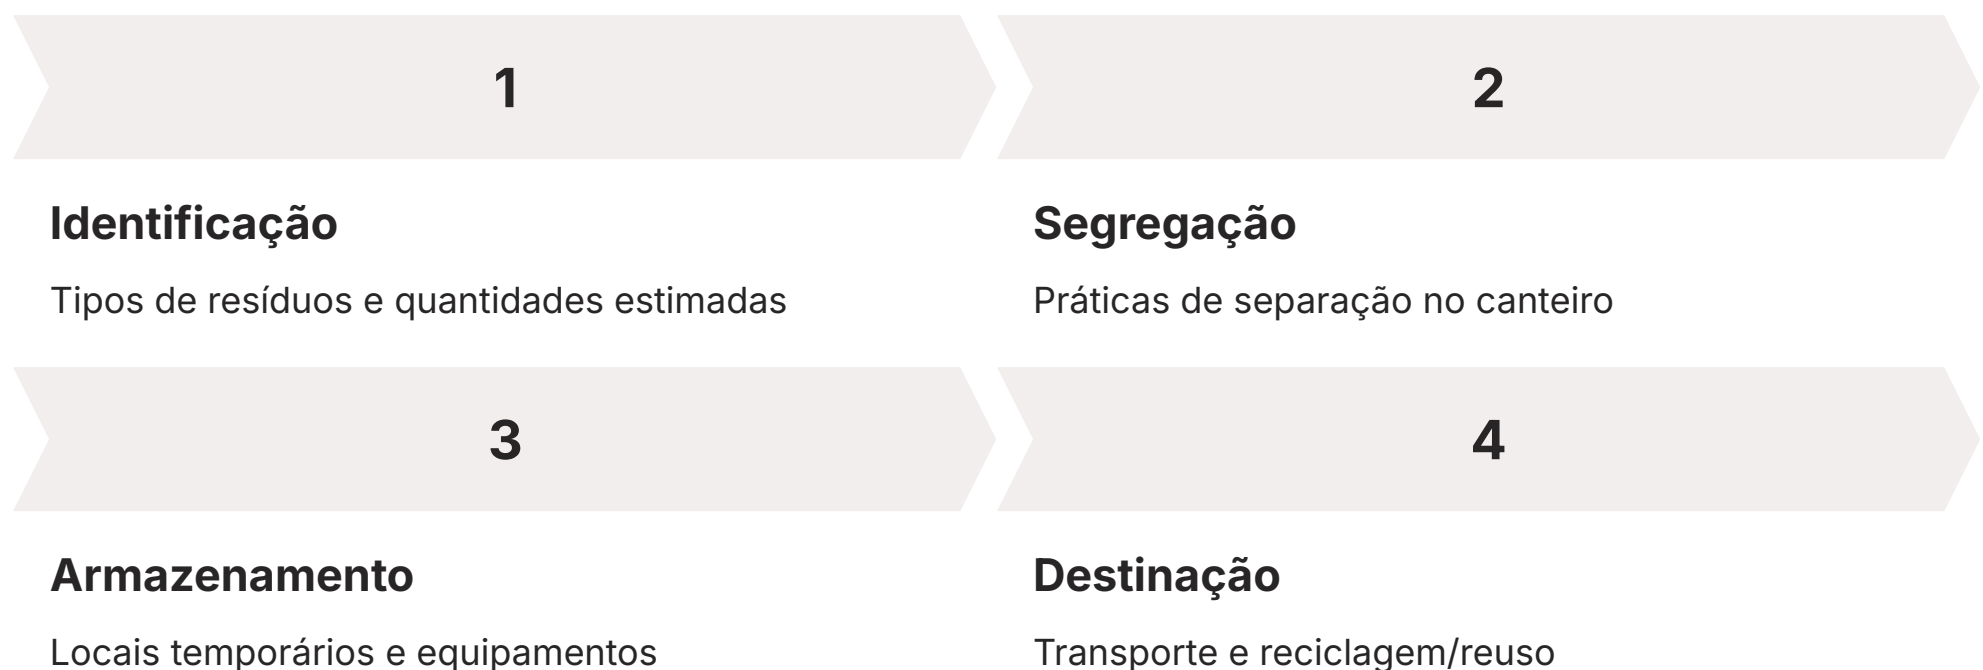 1
2
Identificação
Tipos de resíduos e quantidades estimadas
Segregação
Práticas de separação no canteiro
3
4
Armazenamento
Locais temporários e equipamentos
Destinação
Transporte e reciclagem/reuso